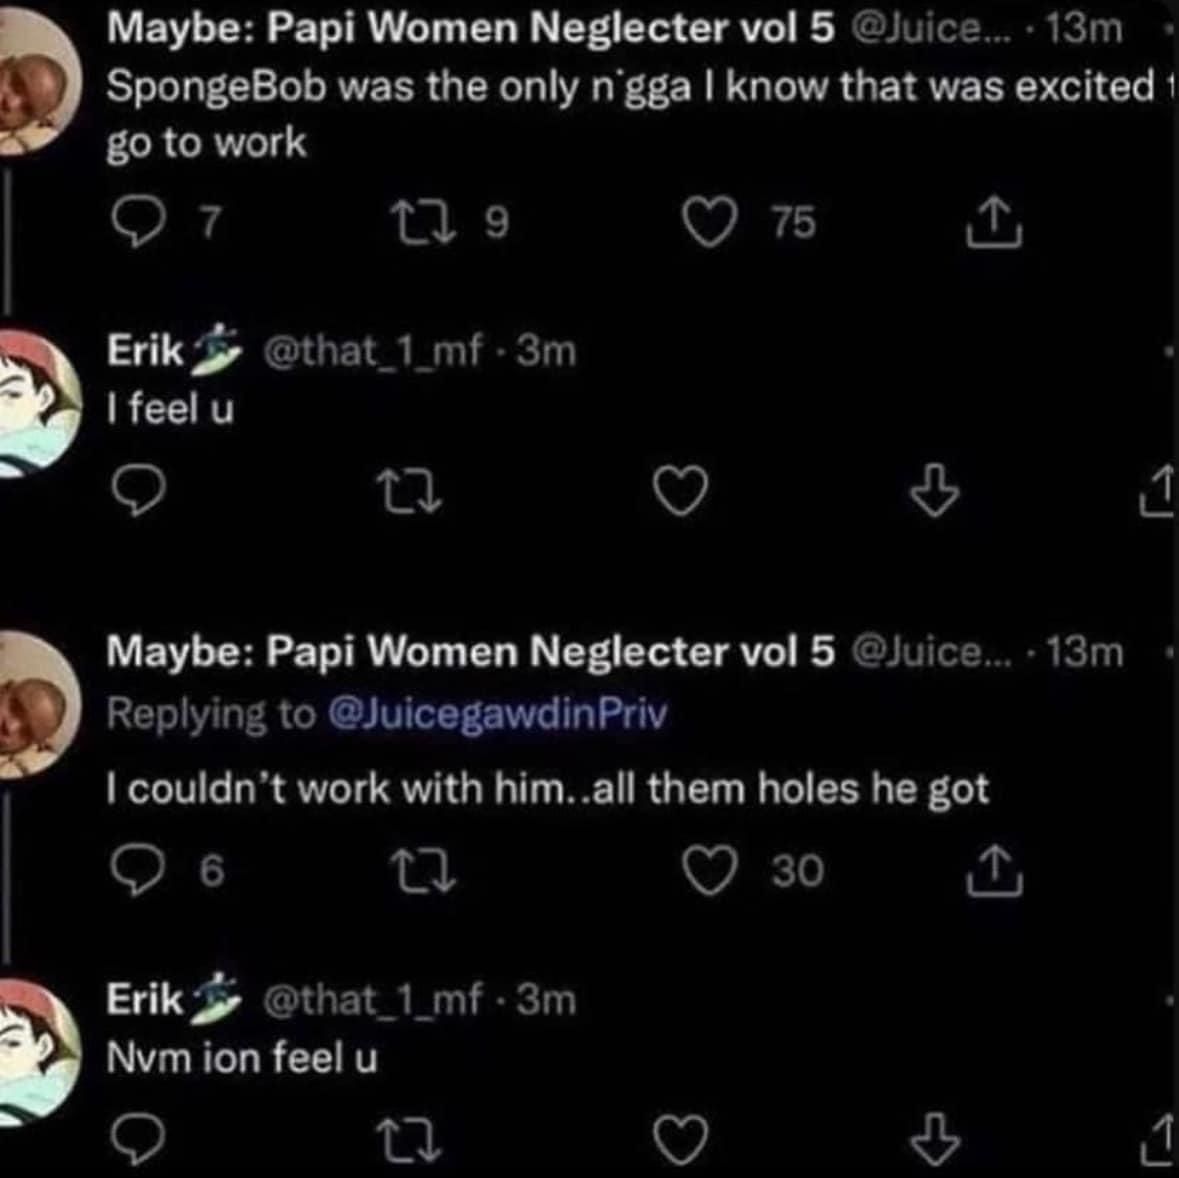 Maybe: Papi Women Neglecter vol 5 @Juice... · 13m
SpongeBob was the only n*gga I know that was excited
go to work
7 9 75
Erik @that_1_mf · 3m
I feel u
Maybe: Papi Women Neglecter vol 5 @Juice... · 13m
Replying to @JuicegawdinPriv
I couldn't work with him..all them holes he got
6 30
Erik @that_1_mf · 3m
Nvm ion feel u